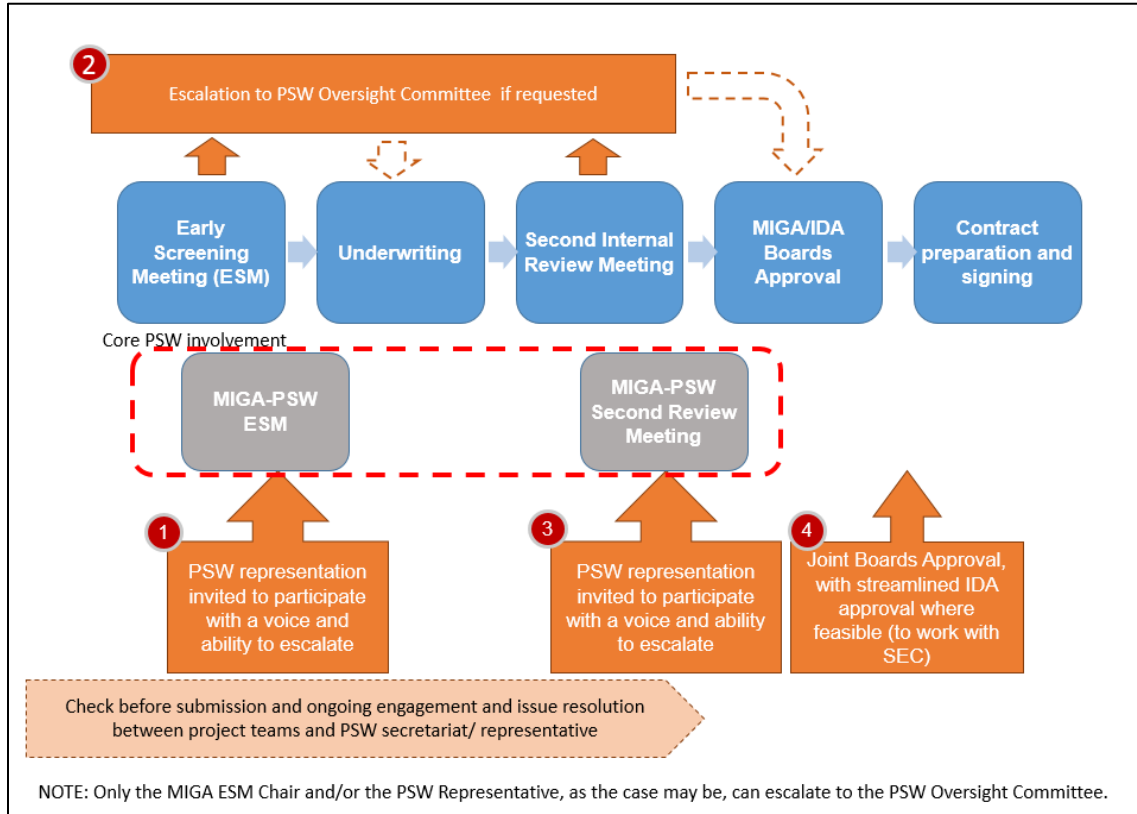 2
Escalation to PSW Oversight Committee if requested
Early
Screening
Meeting (ESM)
Underwriting
Second Internal
Review Meeting
MIGA/IDA
Boards
Approval
Contract
preparation and
signing
Core PSW involvement
MIGA-PSW
ESM
MIGA-PSW
Second Review
Meeting
1
PSW representation
invited to participate
with a voice and
ability to escalate
3
PSW representation
invited to participate
with a voice and ability
to escalate
4
Joint Boards Approval,
with streamlined IDA
approval where
feasible (to work with
SEC)
Check before submission and ongoing engagement and issue resolution
between project teams and PSW secretariat/ representative
NOTE: Only the MIGA ESM Chair and/or the PSW Representative, as the case may be, can escalate to the PSW Oversight Committee.